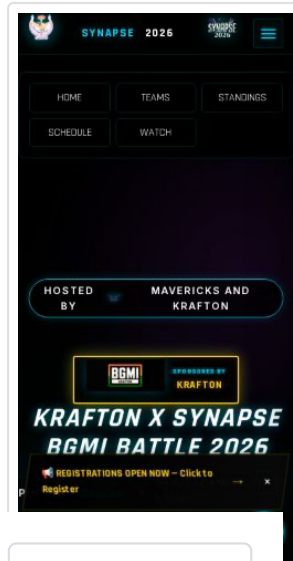 SYNAPSE 2026
SYNAPSE
2026
HOME TEAMS STANDINGS
SCHEDULE WATCH
HOSTED BY MAVERICKS AND KRAFTON
BGMI
SPONSORED BY
KRAFTON
KRAFTON X SYNAPSE
BGMI BATTLE 2026
REGISTRATIONS OPEN NOW – Click to
Register → ×
P